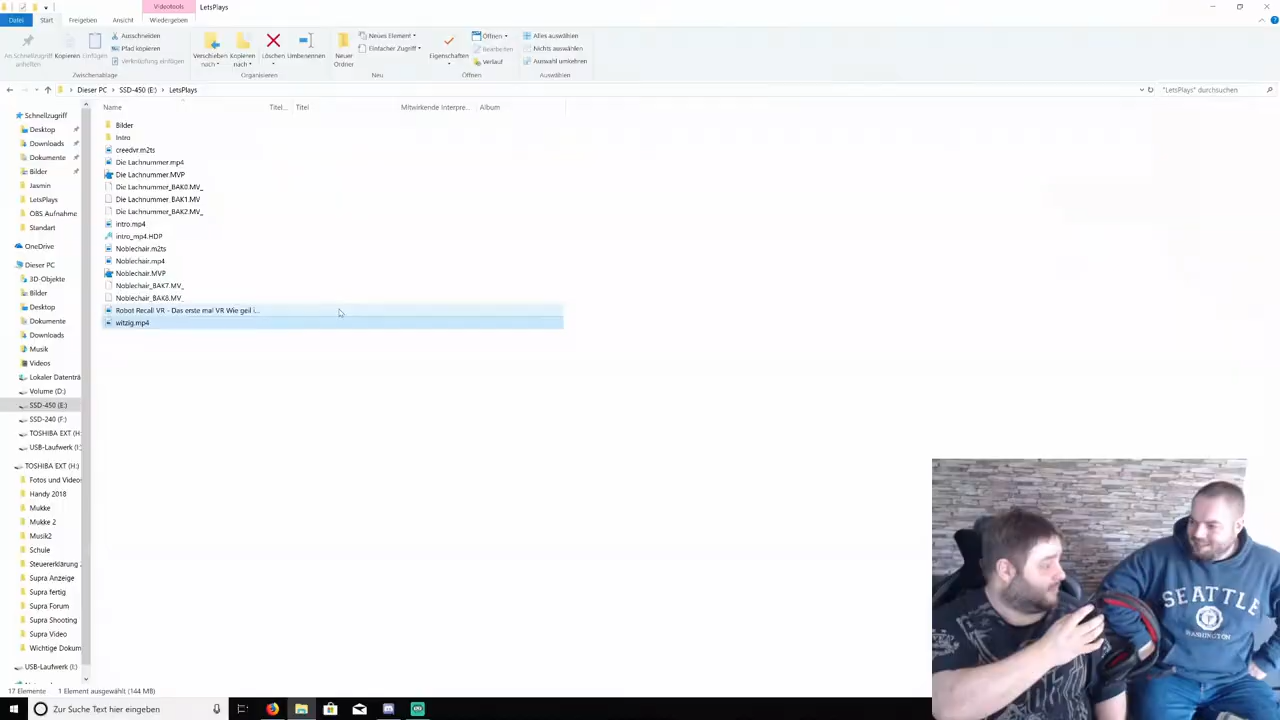 Videotools
LetsPlays
Datei
Start
Freigeben
Ansicht
Wiedergeben
An Schnellzugriff anheften
Kopieren
Einfügen
Ausschneiden
Pfad kopieren
Verknüpfung einfügen
Zwischenablage
Verschieben nach
Kopieren nach
Löschen
Umbenennen
Organisieren
Neuer Ordner
Neues Element
Einfacher Zugriff
Neu
Eigenschaften
Öffnen
Bearbeiten
Verlauf
Öffnen
Alles auswählen
Nichts auswählen
Auswahl umkehren
Auswählen
Dieser PC
SSD-450 (E:)
LetsPlays
"LetsPlays" durchsuchen
Name
Titel...
Titel
Mitwirkende Interpre...
Album
Schnellzugriff
Desktop
Downloads
Dokumente
Bilder
Jasmin
LetsPlays
OBS Aufnahme
Standart
OneDrive
Dieser PC
3D-Objekte
Bilder
Desktop
Dokumente
Downloads
Musik
Videos
Lokaler Datenträ
Volume (D:)
SSD-450 (E:)
SSD-240 (F:)
TOSHIBA EXT (H:
USB-Laufwerk (I:
TOSHIBA EXT (H:)
Fotos und Videos
Handy 2018
Mukke
Mukke 2
Musik2
Schule
Steuererklärung
Supra Anzeige
Supra fertig
Supra Forum
Supra Shooting
Supra Video
Wichtige Dokum
USB-Laufwerk (I:)
Bilder
Intro
creedvr.m2ts
Die Lachnummer.mp4
Die Lachnummer.MVP
Die Lachnummer_BAK0.MV_
Die Lachnummer_BAK1.MV
Die Lachnummer_BAK2.MV_
intro.mp4
intro_mp4.HDP
Noblechair.m2ts
Noblechair.mp4
Noblechair.MVP
Noblechair_BAK7.MV_
Noblechair_BAK8.MV_
Robot Recall VR - Das erste mal VR Wie geil i...
witzig.mp4
17 Elemente
1 Element ausgewählt (144 MB)
Zur Suche Text hier eingeben
SEATTLE
WASHINGTON